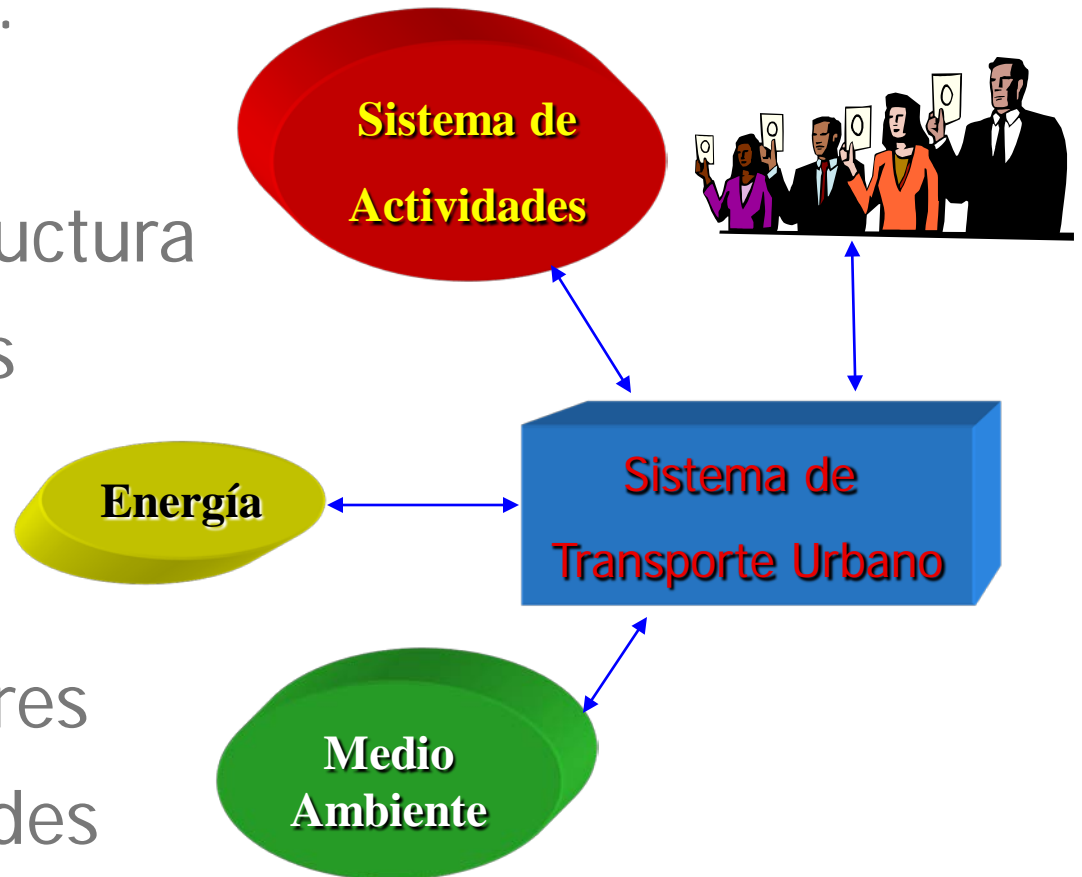 Sistema de
Actividades
Energía
Sistema de
Transporte Urbano
Medio
Ambiente